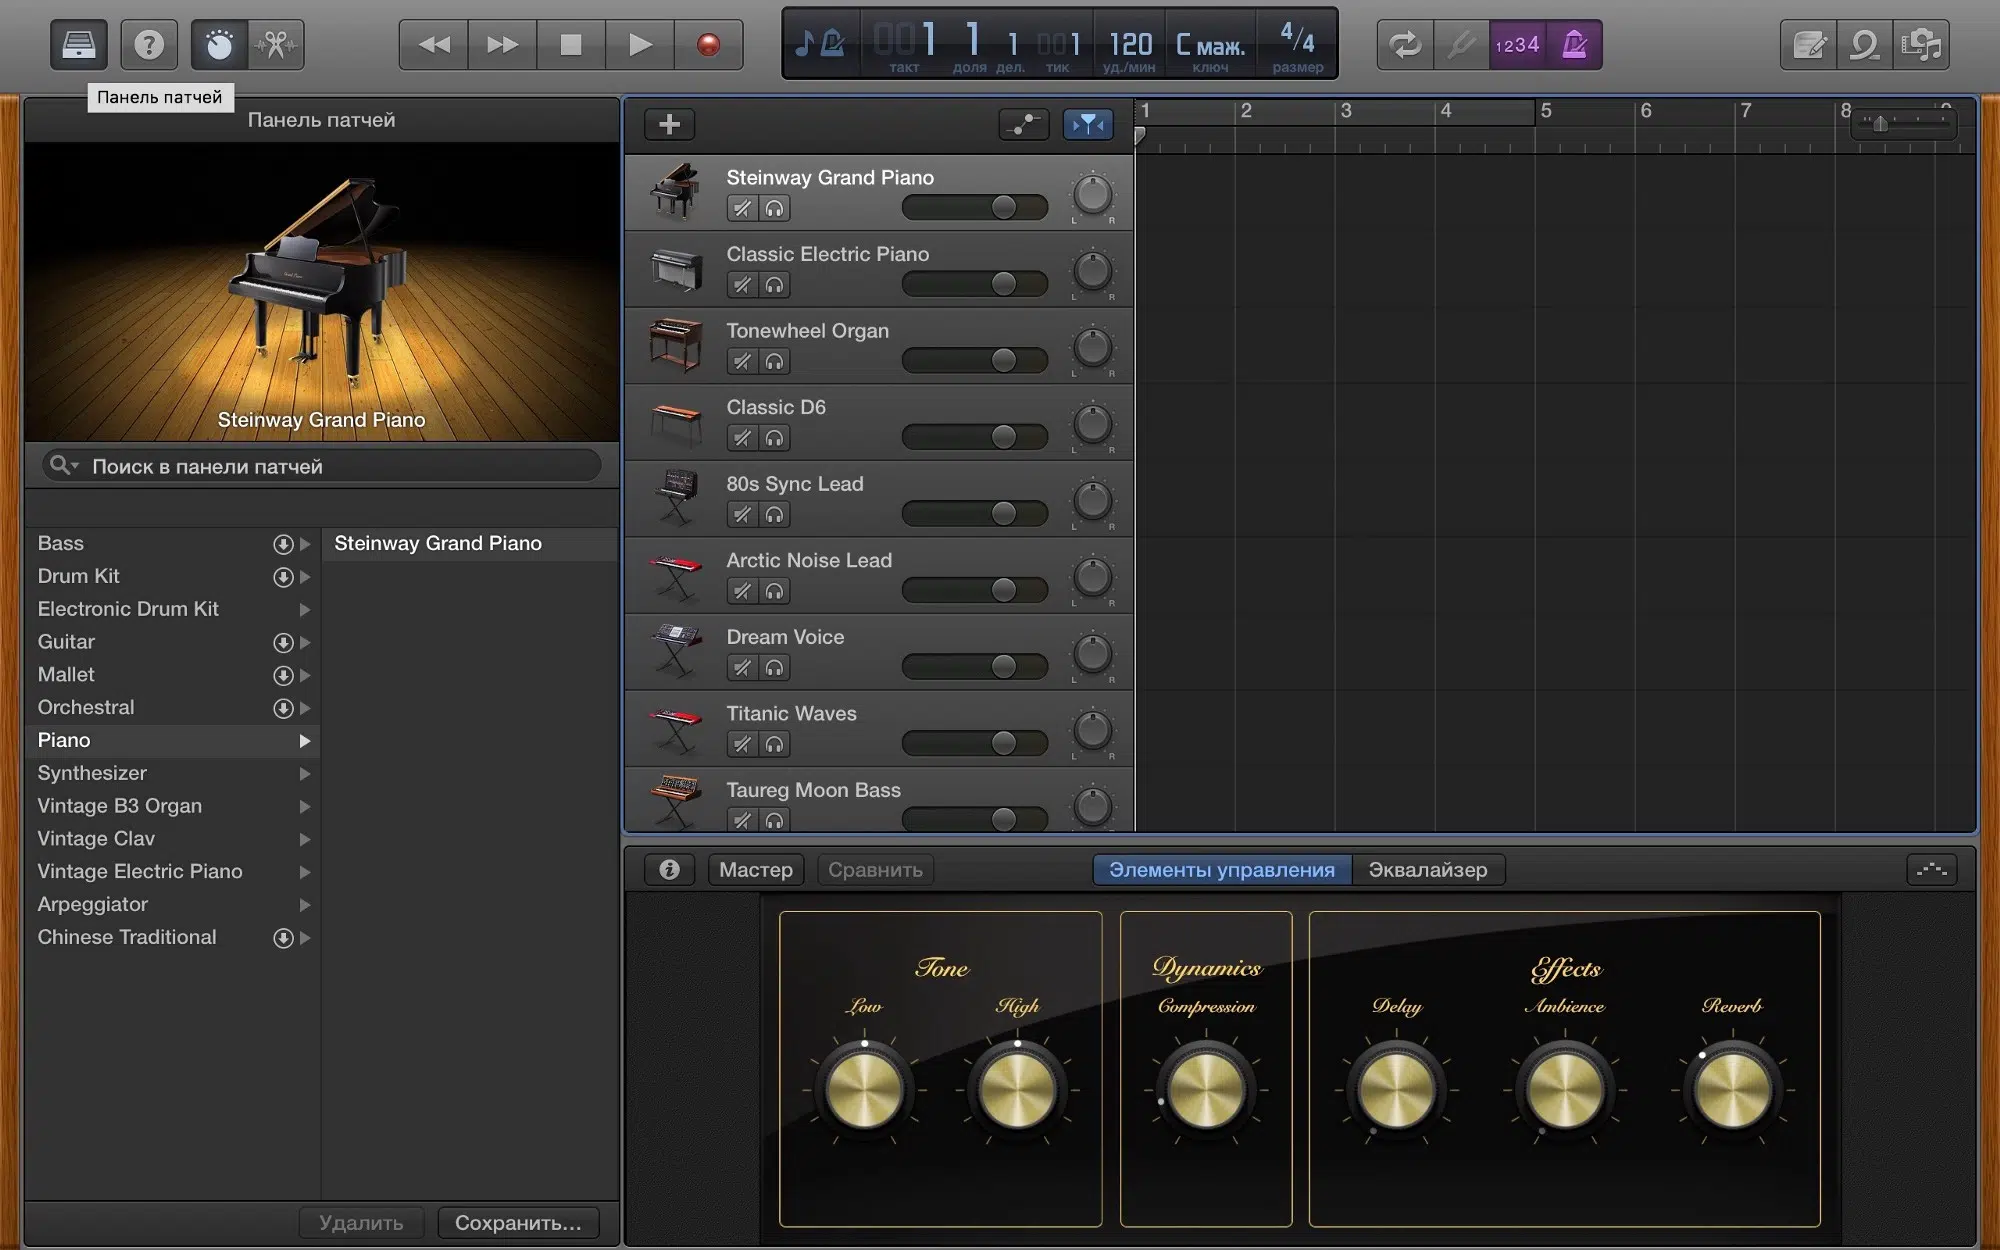 001 1 1 001 120 C маж. 4/4
такт доля дел. тик уд./мин ключ размер
1234
Панель патчей
Панель патчей
Steinway Grand Piano
Поиск в панели патчей
Bass
Drum Kit
Electronic Drum Kit
Guitar
Mallet
Orchestral
Piano
Synthesizer
Vintage B3 Organ
Vintage Clav
Vintage Electric Piano
Arpeggiator
Chinese Traditional
Steinway Grand Piano
Удалить Сохранить...
1 2 3 4 5 6 7 8 9
Steinway Grand Piano
L R
Classic Electric Piano
L R
Tonewheel Organ
L R
Classic D6
L R
80s Sync Lead
L R
Arctic Noise Lead
L R
Dream Voice
L R
Titanic Waves
L R
Taureg Moon Bass
Мастер Сравнить Элементы управления Эквалайзер
Tone
Low High
Dynamics
Compression
Effects
Delay Ambience Reverb